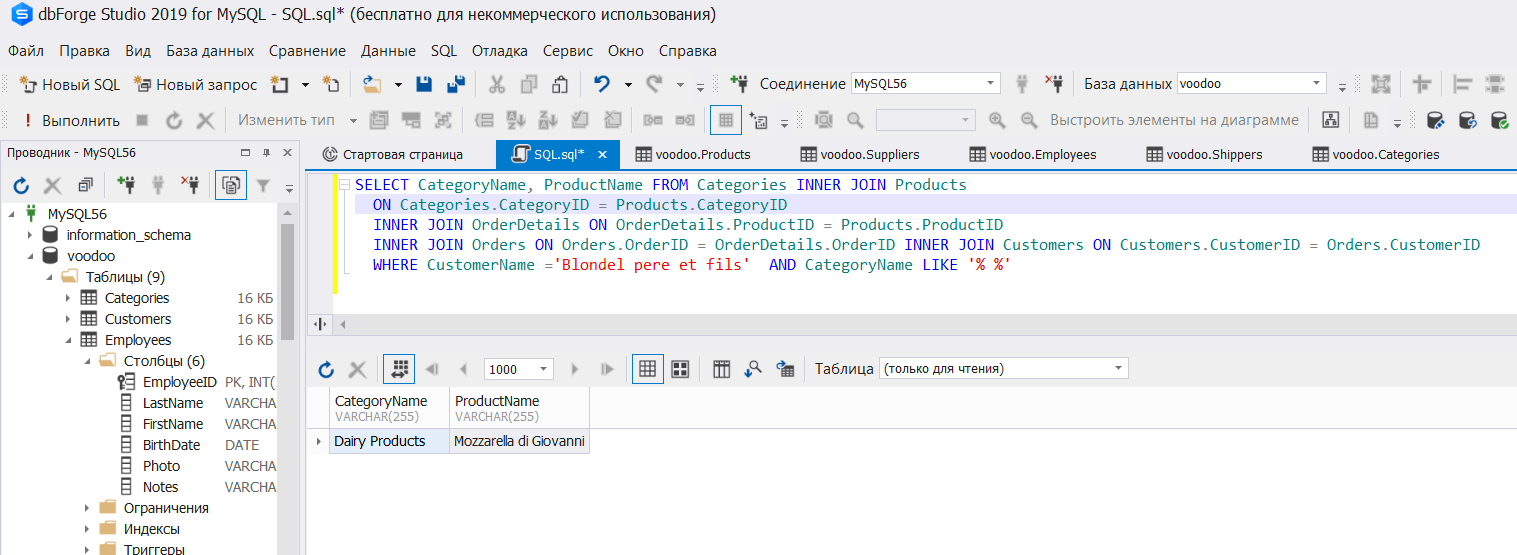 dbForge Studio 2019 for MySQL - SQL.sql* (бесплатно для некоммерческого использования)
Файл Правка Вид База данных Сравнение Данные SQL Отладка Сервис Окно Справка
Новый SQL Новый запрос Соединение MySQL56 База данных voodoo
Выполнить Изменить тип Выстроить элементы на диаграмме
Проводник - MySQL56
Стартовая страница SQL.sql* voodoo.Products voodoo.Suppliers voodoo.Employees voodoo.Shippers voodoo.Categories
MySQL56
information_schema
voodoo
Таблицы (9)
Categories 16 КБ
Customers 16 КБ
Employees 16 КБ
Столбцы (6)
EmployeeID PK, INT(
LastName VARCHA
FirstName VARCHA
BirthDate DATE
Photo VARCHA
Notes VARCHA
Ограничения
Индексы
Триггеры
SELECT CategoryName, ProductName FROM Categories INNER JOIN Products
ON Categories.CategoryID = Products.CategoryID
INNER JOIN OrderDetails ON OrderDetails.ProductID = Products.ProductID
INNER JOIN Orders ON Orders.OrderID = OrderDetails.OrderID INNER JOIN Customers ON Customers.CustomerID = Orders.CustomerID
WHERE CustomerName ='Blondel pere et fils'  AND CategoryName LIKE '% %'
1000 Таблица (только для чтения)
CategoryName ProductName
VARCHAR(255) VARCHAR(255)
Dairy Products Mozzarella di Giovanni